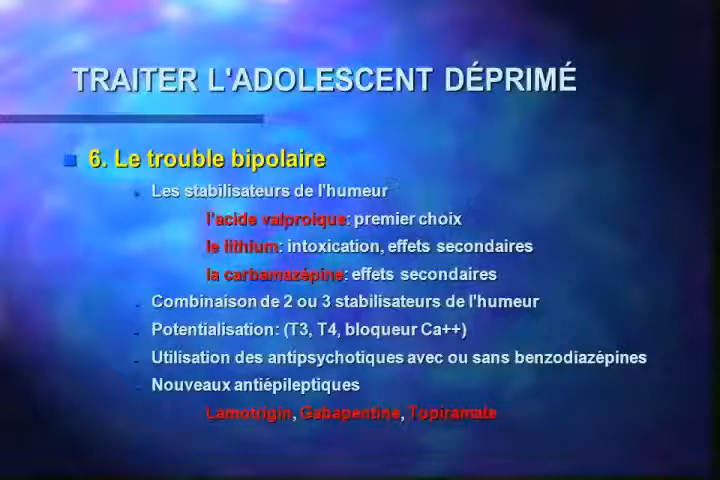 TRAITER L'ADOLESCENT DÉPRIMÉ
6. Le trouble bipolaire
Les stabilisateurs de l'humeur
l'acide valproïque: premier choix
le lithium: intoxication, effets secondaires
la carbamazépine: effets secondaires
Combinaison de 2 ou 3 stabilisateurs de l'humeur
Potentialisation: (T3, T4, bloqueur Ca++)
Utilisation des antipsychotiques avec ou sans benzodiazépines
Nouveaux antiépileptiques
Lamotrigin, Gabapentine, Topiramate